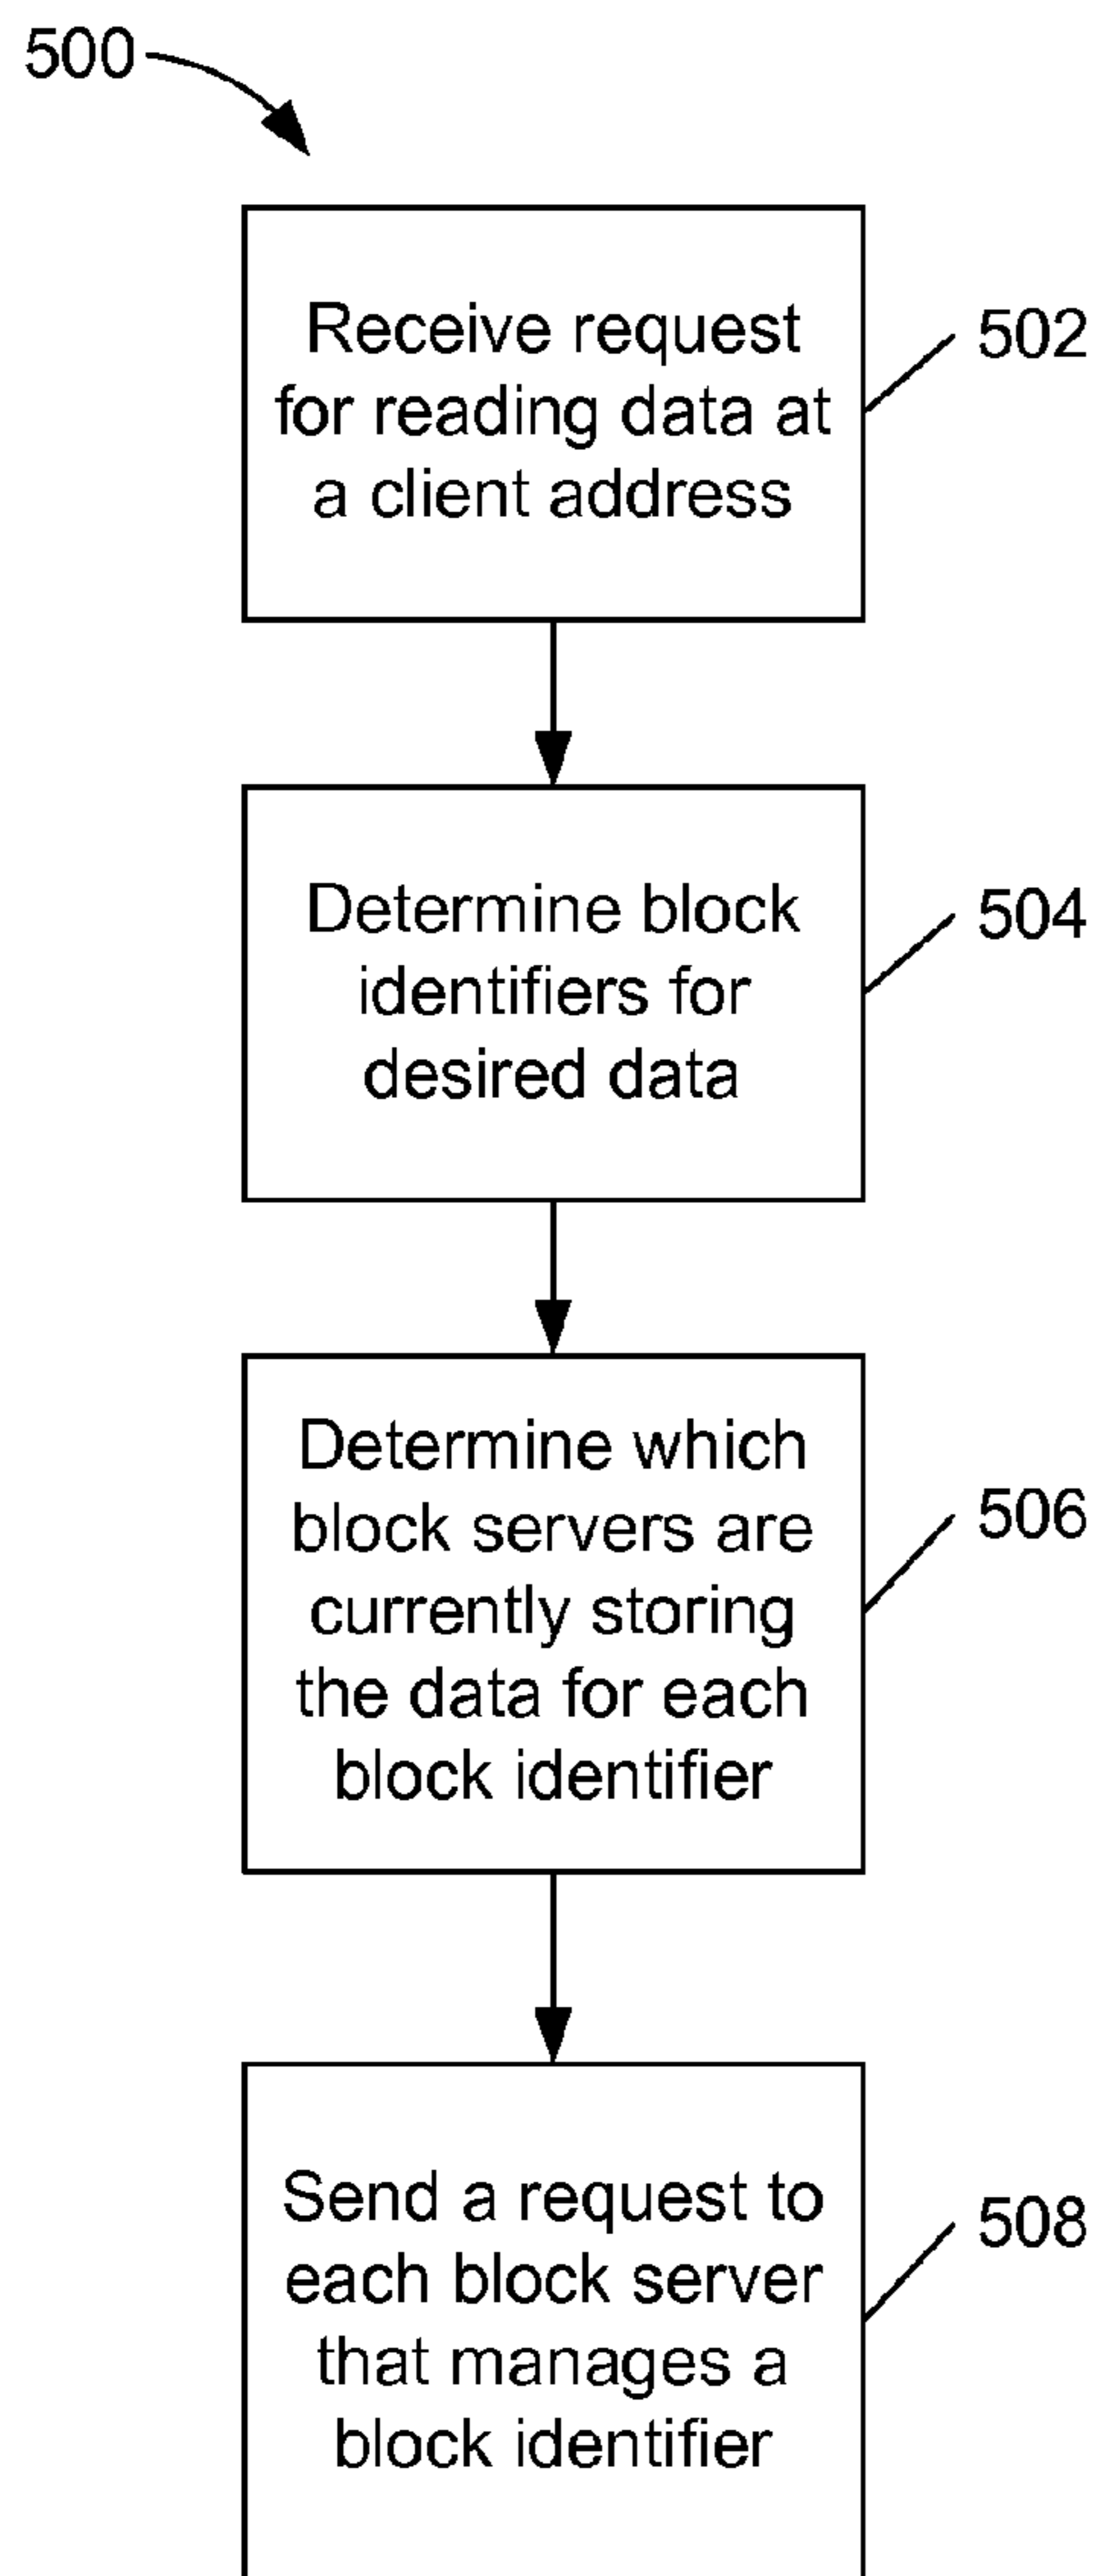 500
Receive request
for reading data at
a client address
502
Determine block
identifiers for
desired data
504
Determine which
block servers are
currently storing
the data for each
block identifier
506
Send a request to
each block server
that manages a
block identifier
508